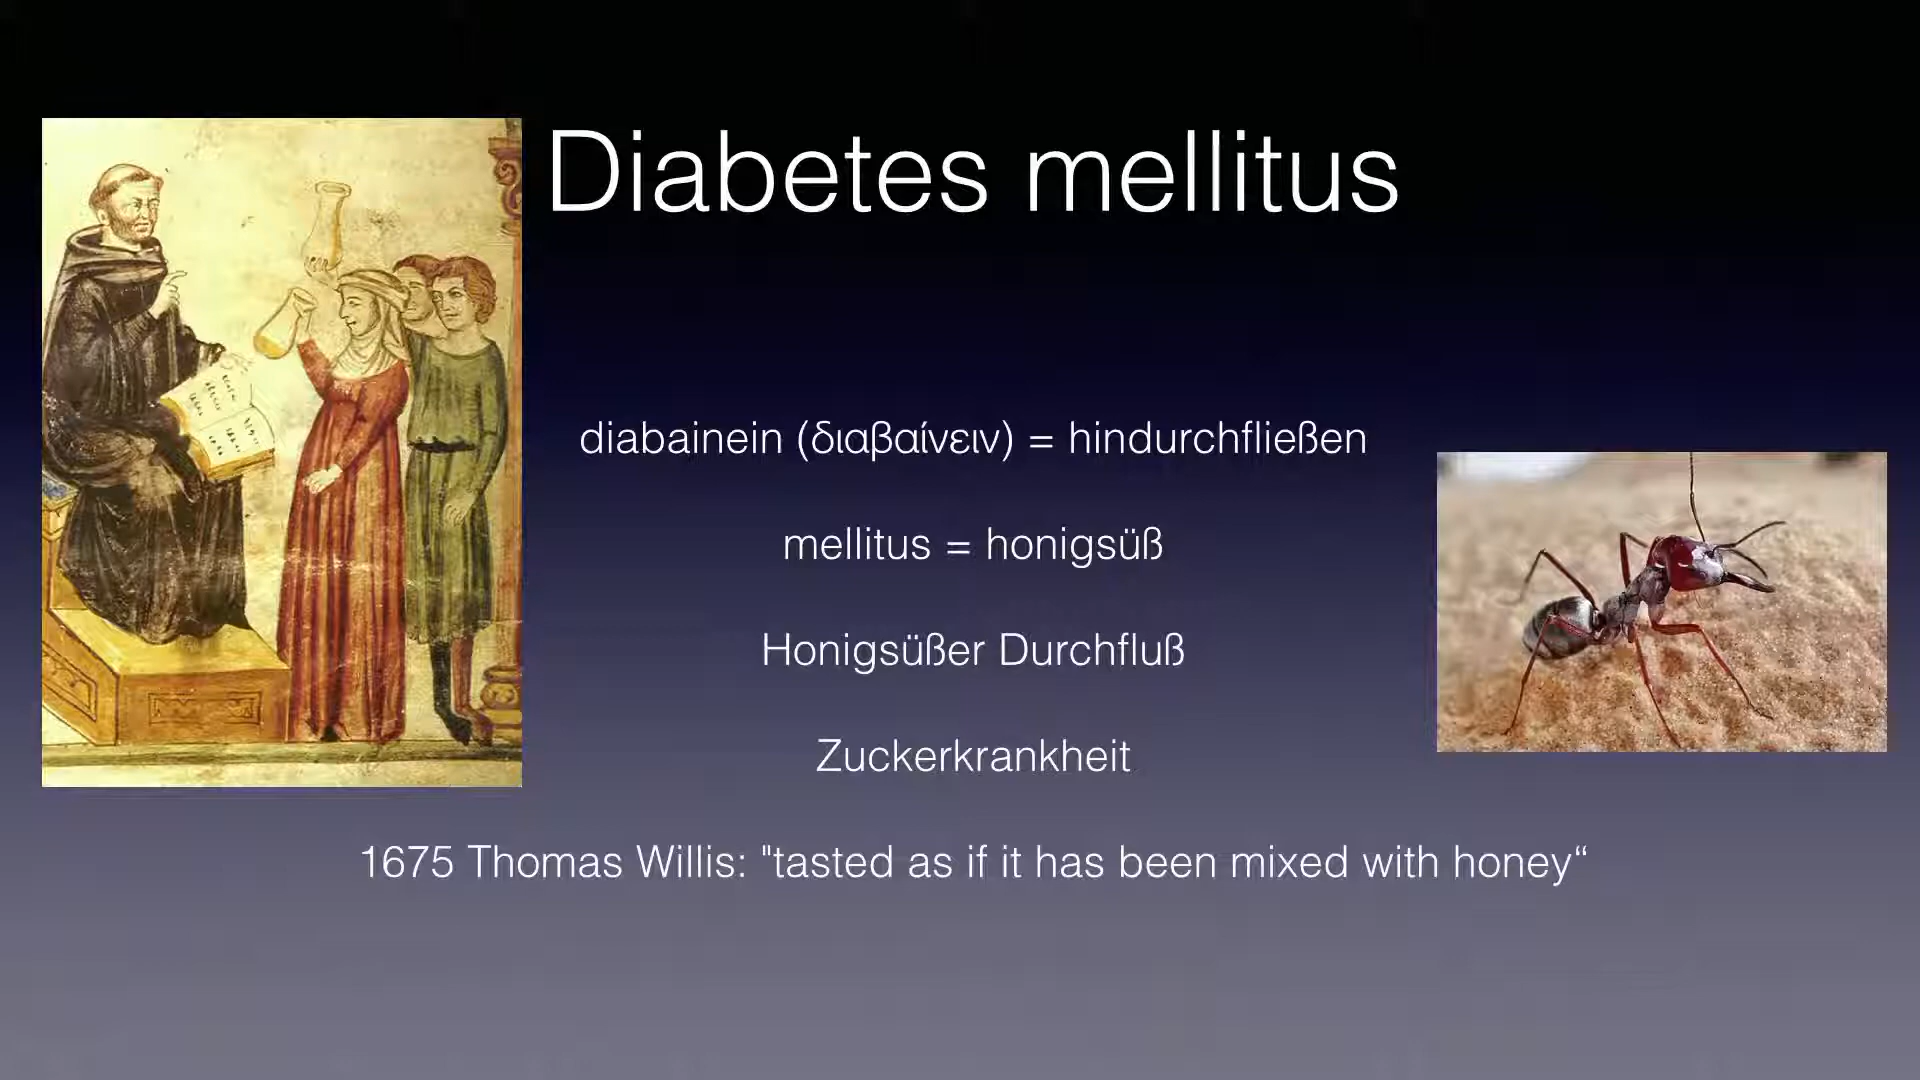 Diabetes mellitus
diabainein (διαβαίνειν) = hindurchfließen
mellitus = honigsüß
Honigsüßer Durchfluß
Zuckerkrankheit
1675 Thomas Willis: "tasted as if it has been mixed with honey“